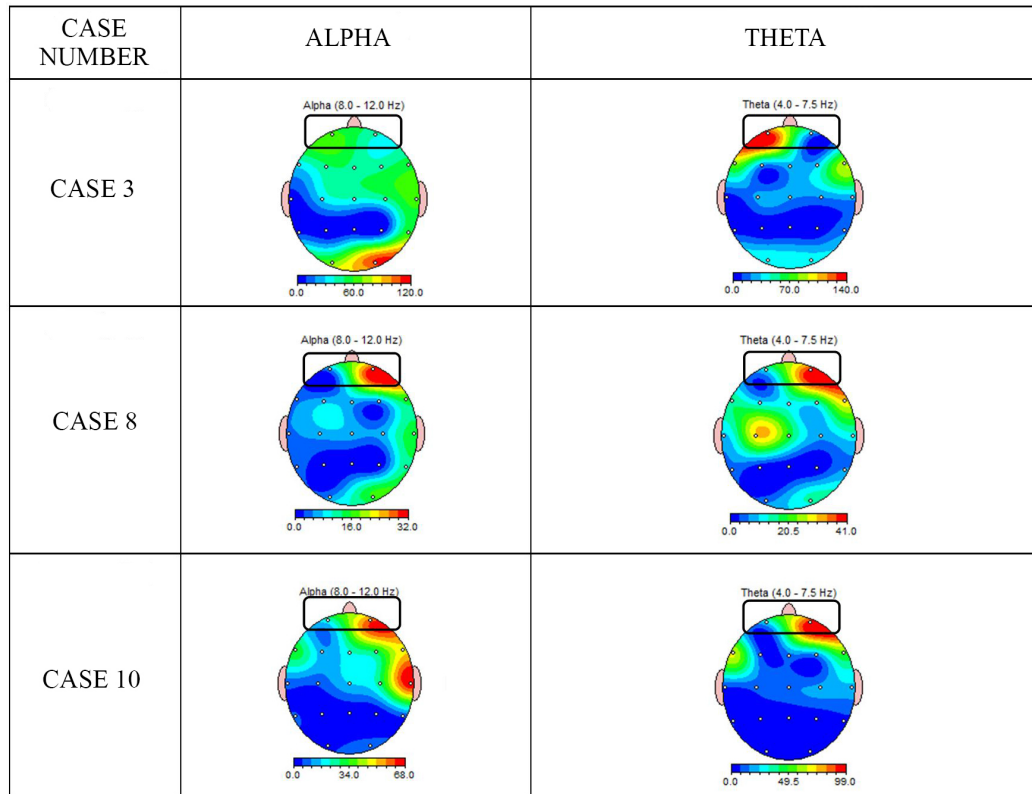 CASE
NUMBER
ALPHA
THETA
CASE 3
Alpha (8.0 - 12.0 Hz)
0.0 60.0 120.0
Theta (4.0 - 7.5 Hz)
0.0 70.0 140.0
CASE 8
Alpha (8.0 - 12.0 Hz)
0.0 16.0 32.0
Theta (4.0 - 7.5 Hz)
0.0 20.5 41.0
CASE 10
Alpha (8.0 - 12.0 Hz)
0.0 34.0 68.0
Theta (4.0 - 7.5 Hz)
0.0 49.5 99.0